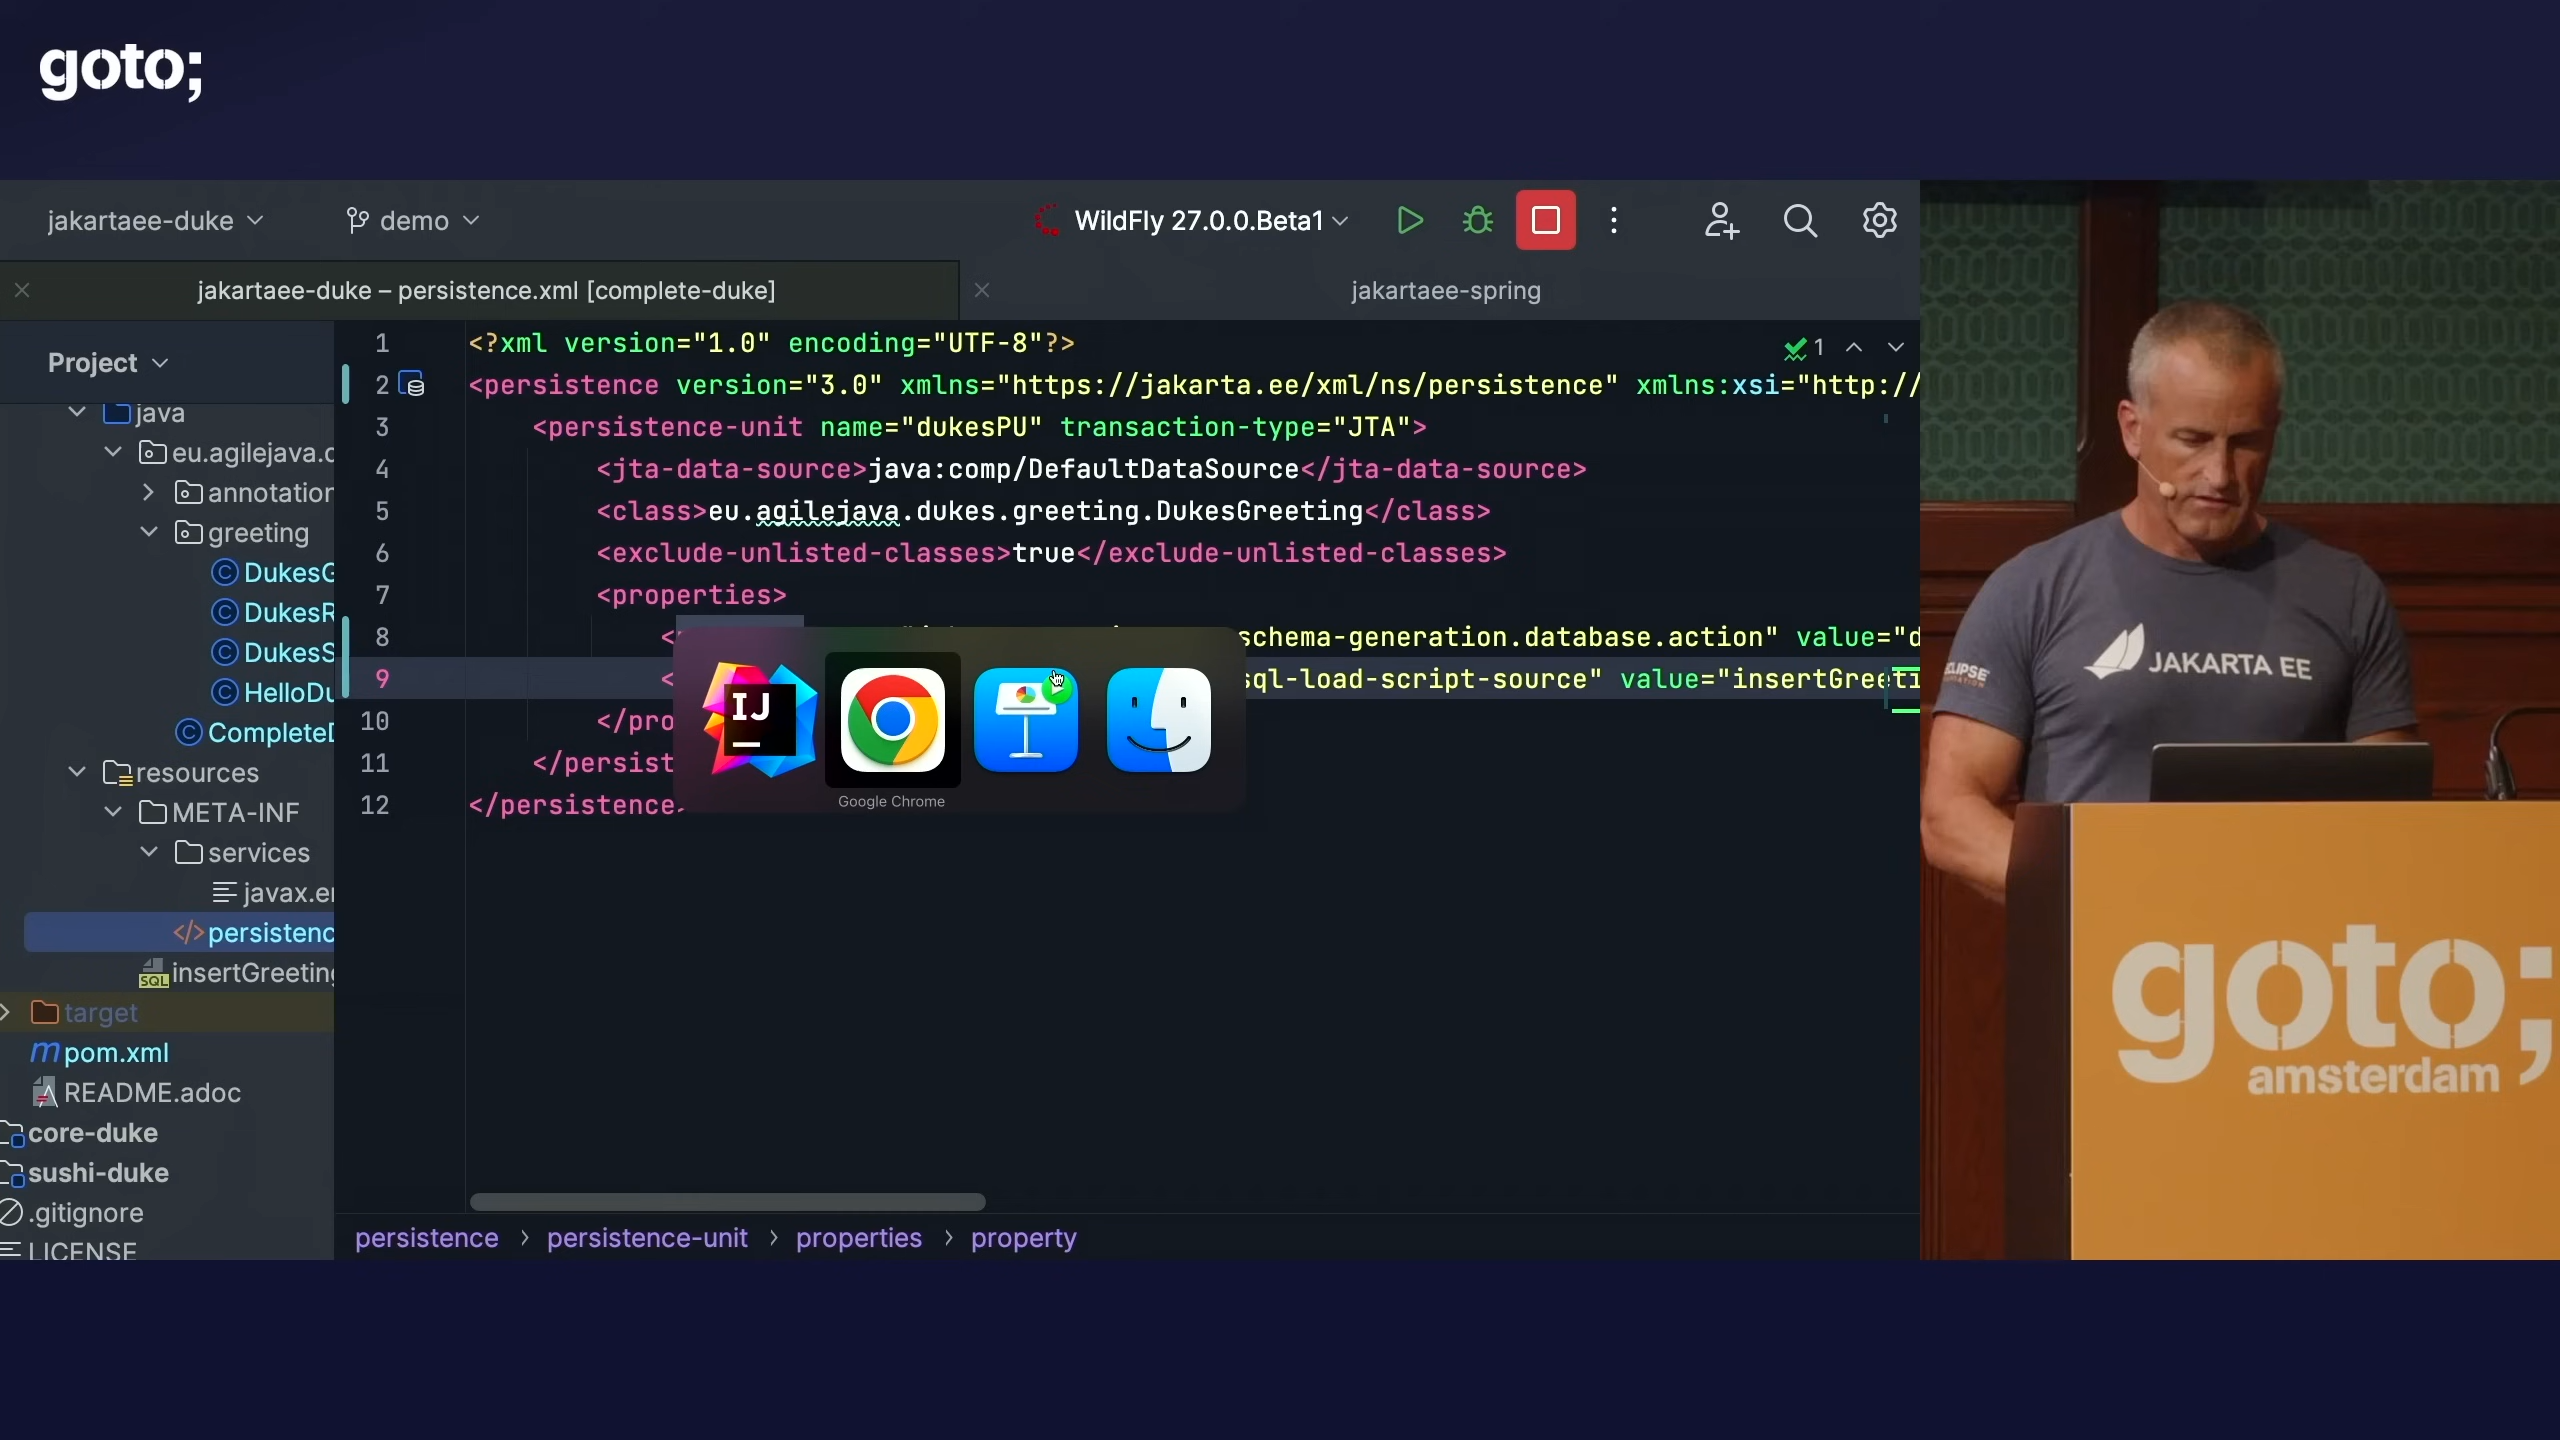 goto;
jakartaee-duke
demo
WildFly 27.0.0.Beta1
jakartaee-duke – persistence.xml [complete-duke]
jakartaee-spring
Project
java
eu.agilejava.d
annotation
greeting
DukesG
DukesR
DukesS
HelloDu
CompleteD
resources
META-INF
services
javax.en
persistenc
insertGreeting
target
pom.xml
README.adoc
core-duke
sushi-duke
.gitignore
LICENSE
1 <?xml version="1.0" encoding="UTF-8"?>
1
2 <persistence version="3.0" xmlns="https://jakarta.ee/xml/ns/persistence" xmlns:xsi="http://
3 <persistence-unit name="dukesPU" transaction-type="JTA">
4 <jta-data-source>java:comp/DefaultDataSource</jta-data-source>
5 <class>eu.agilejava.dukes.greeting.DukesGreeting</class>
6 <exclude-unlisted-classes>true</exclude-unlisted-classes>
7 <properties>
8 < schema-generation.database.action" value="d
9 < sql-load-script-source" value="insertGreeti
10 </pro
11 </persist
12 </persistence>
IJ
Google Chrome
persistence > persistence-unit > properties > property
JAKARTA EE
goto;
amsterdam